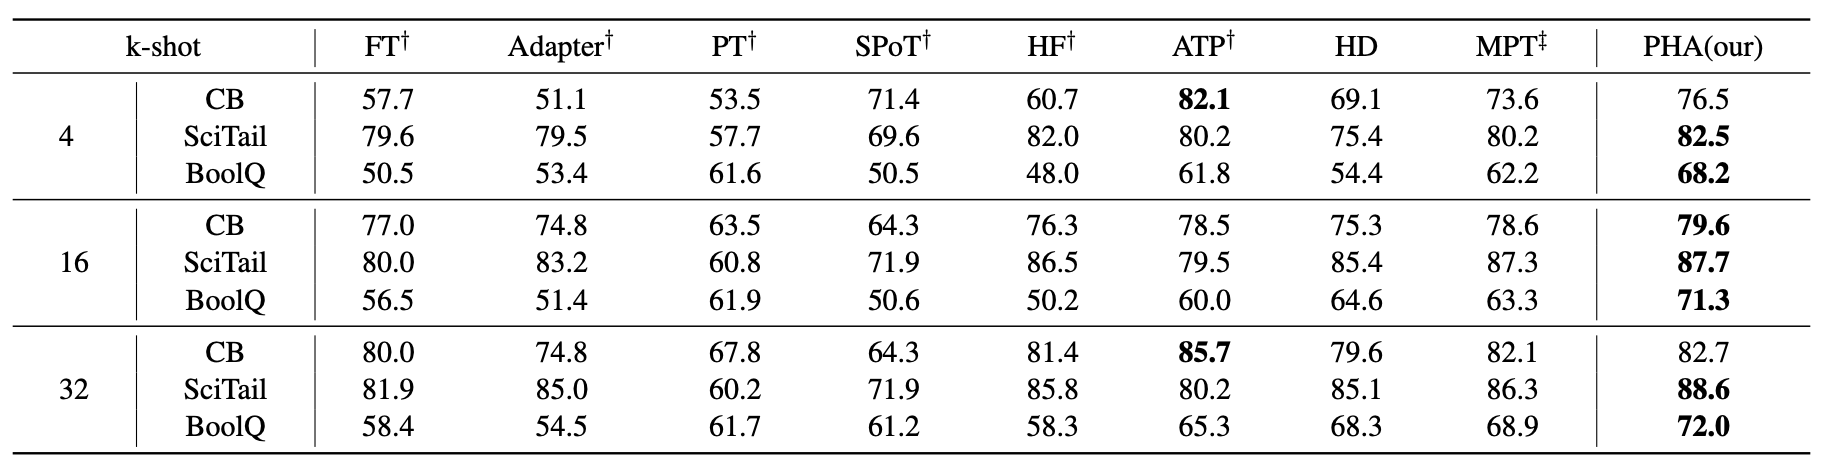 k-shot FT† Adapter† PT† SPoT† HF† ATP† HD MPT‡ PHA(our)
CB 57.7 51.1 53.5 71.4 60.7 82.1 69.1 73.6 76.5
4 SciTail 79.6 79.5 57.7 69.6 82.0 80.2 75.4 80.2 82.5
BoolQ 50.5 53.4 61.6 50.5 48.0 61.8 54.4 62.2 68.2
CB 77.0 74.8 63.5 64.3 76.3 78.5 75.3 78.6 79.6
16 SciTail 80.0 83.2 60.8 71.9 86.5 79.5 85.4 87.3 87.7
BoolQ 56.5 51.4 61.9 50.6 50.2 60.0 64.6 63.3 71.3
CB 80.0 74.8 67.8 64.3 81.4 85.7 79.6 82.1 82.7
32 SciTail 81.9 85.0 60.2 71.9 85.8 80.2 85.1 86.3 88.6
BoolQ 58.4 54.5 61.7 61.2 58.3 65.3 68.3 68.9 72.0